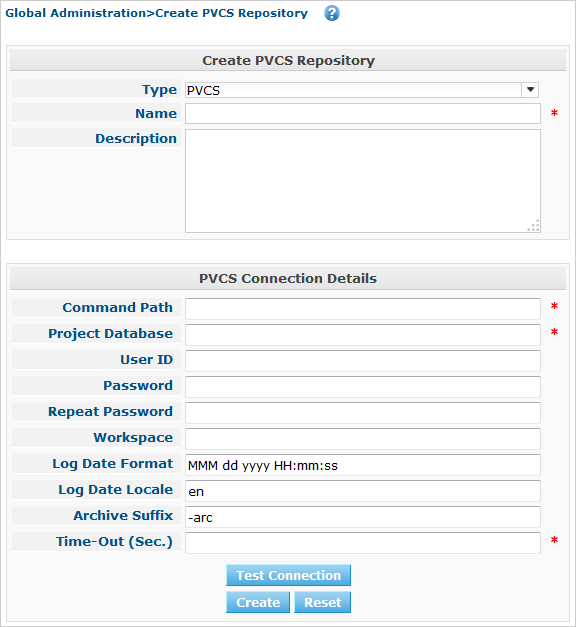 Global Administration>Create PVCS Repository ?
Create PVCS Repository
Type PVCS
Name *
Description
PVCS Connection Details
Command Path *
Project Database *
User ID
Password
Repeat Password
Workspace
Log Date Format MMM dd yyyy HH:mm:ss
Log Date Locale en
Archive Suffix -arc
Time-Out (Sec.) *
Test Connection
Create Reset